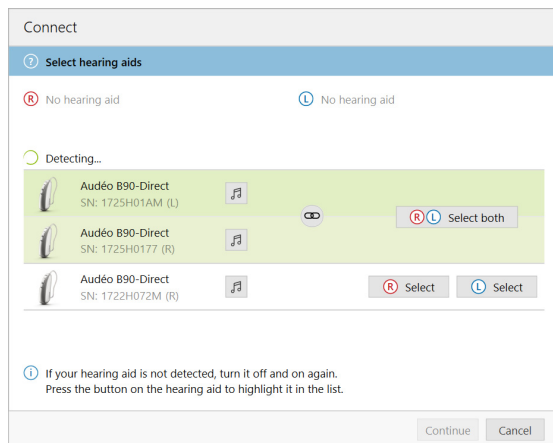 Connect
? Select hearing aids
R No hearing aid
L No hearing aid
Detecting...
Audéo B90-Direct
SN: 1725H01AM (L)
R L Select both
Audéo B90-Direct
SN: 1725H0177 (R)
Audéo B90-Direct
SN: 1722H072M (R)
R Select
L Select
i If your hearing aid is not detected, turn it off and on again.
Press the button on the hearing aid to highlight it in the list.
Continue
Cancel